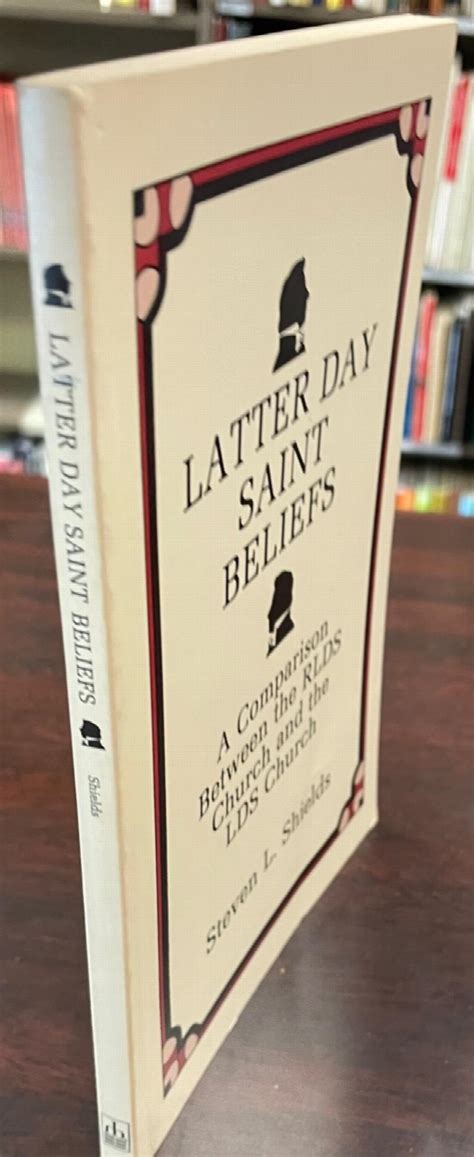 LATTER DAY SAINT BELIEFS
Shields
LATTER DAY
SAINT
BELIEFS
A Comparison
Between the RLDS
Church and the
LDS Church
Steven L. Shields